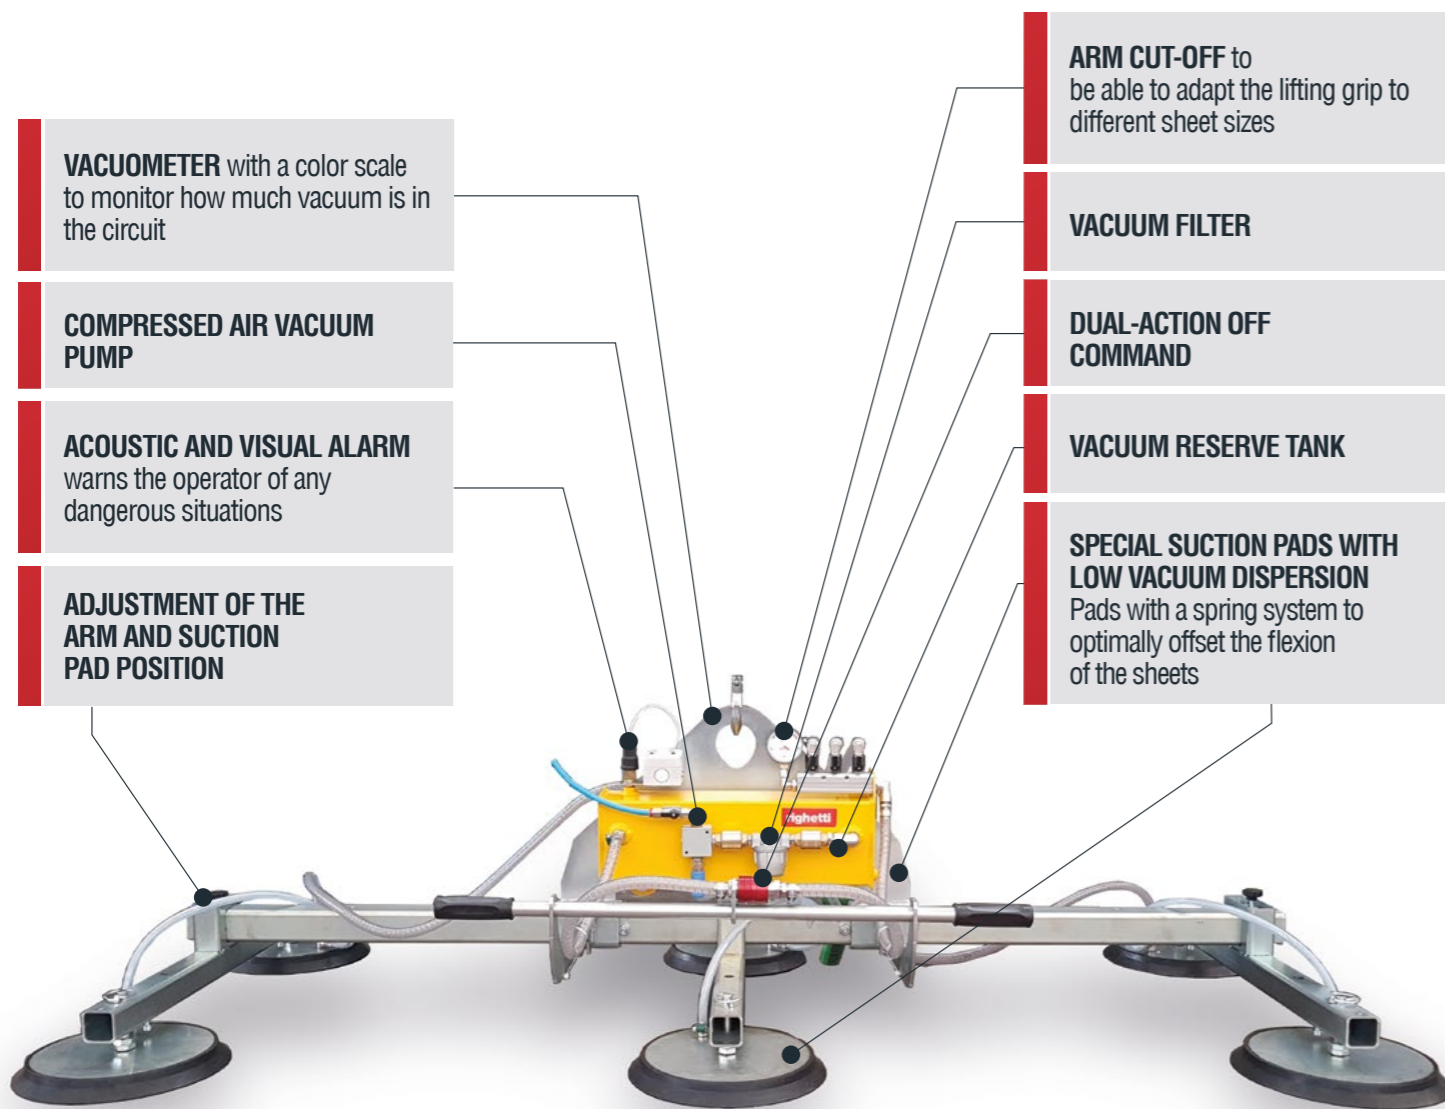 VACUOMETER with a color scale
to monitor how much vacuum is in
the circuit
COMPRESSED AIR VACUUM
PUMP
ACOUSTIC AND VISUAL ALARM
warns the operator of any
dangerous situations
ADJUSTMENT OF THE
ARM AND SUCTION
PAD POSITION
ARM CUT-OFF to
be able to adapt the lifting grip to
different sheet sizes
VACUUM FILTER
DUAL-ACTION OFF
COMMAND
VACUUM RESERVE TANK
SPECIAL SUCTION PADS WITH
LOW VACUUM DISPERSION
Pads with a spring system to
optimally offset the flexion
of the sheets
righetti